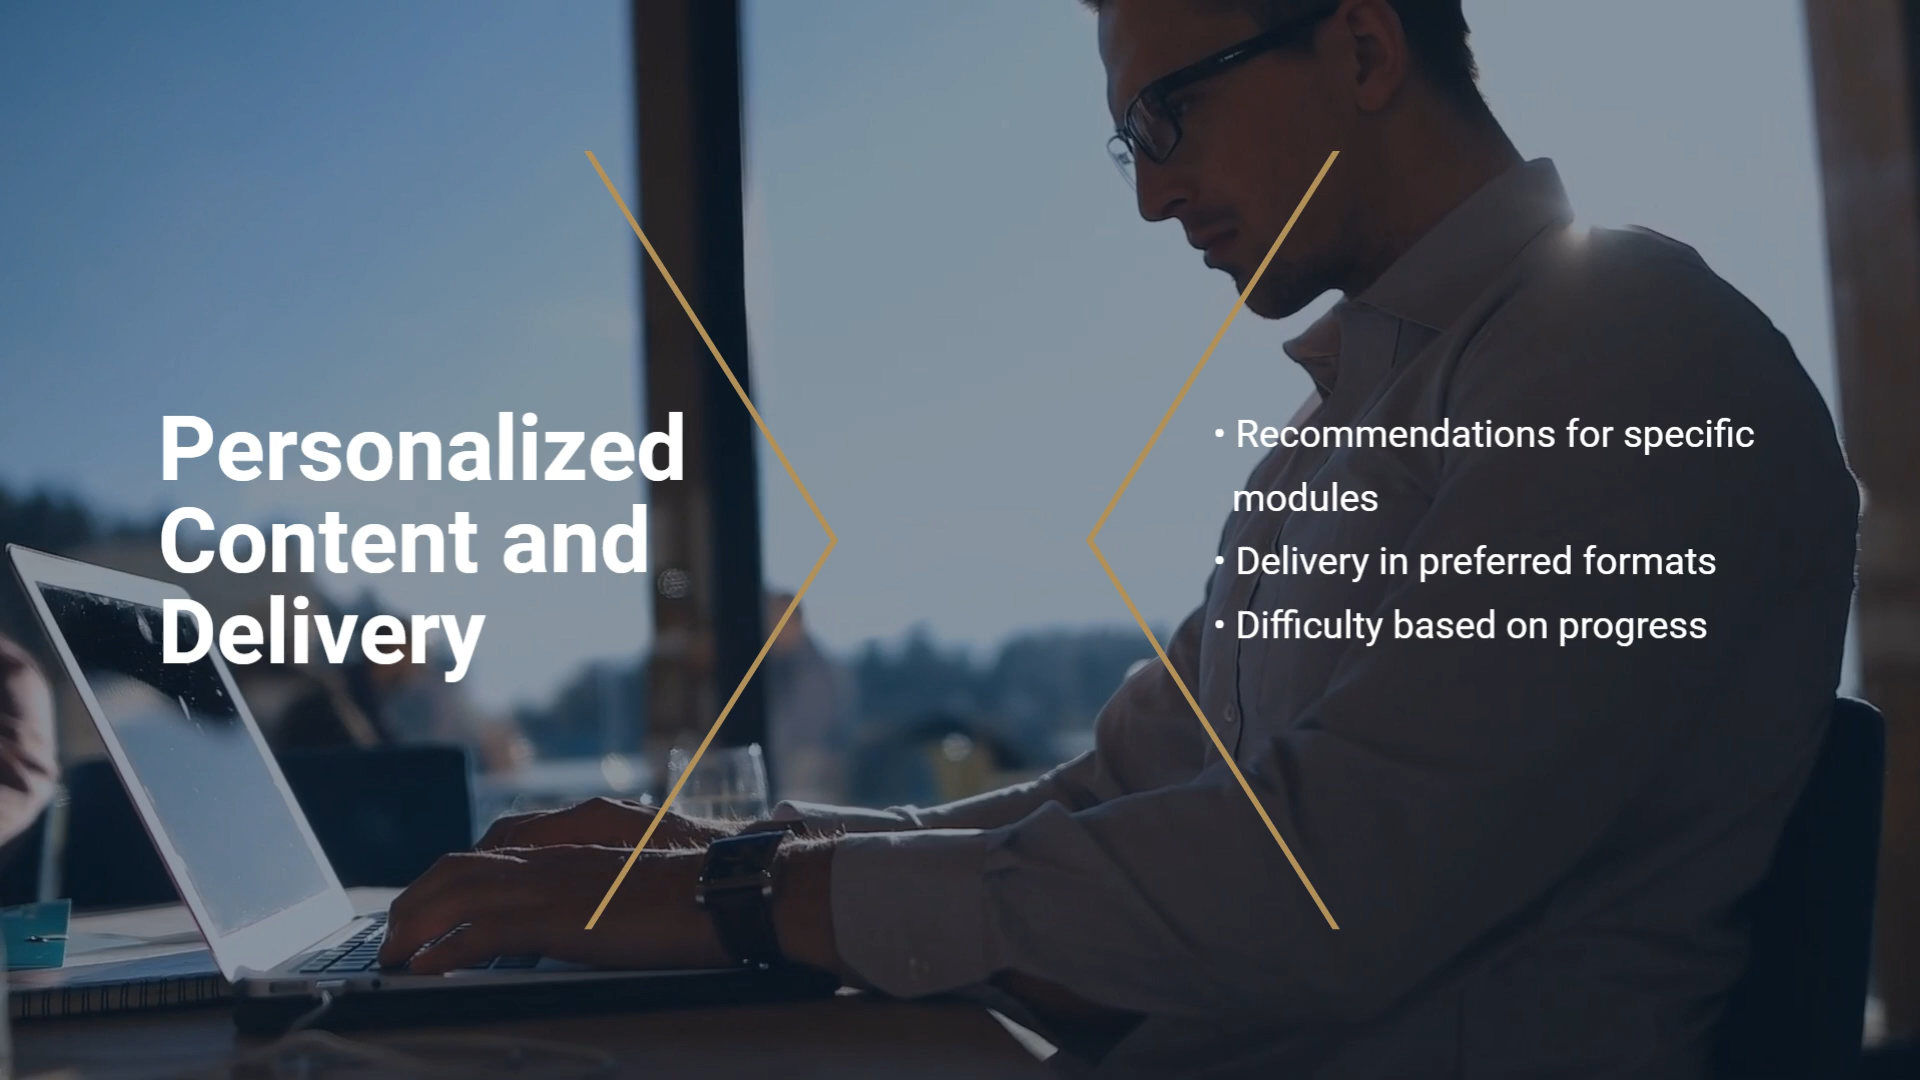 Personalized
Content and
Delivery
• Recommendations for specific
modules
• Delivery in preferred formats
• Difficulty based on progress